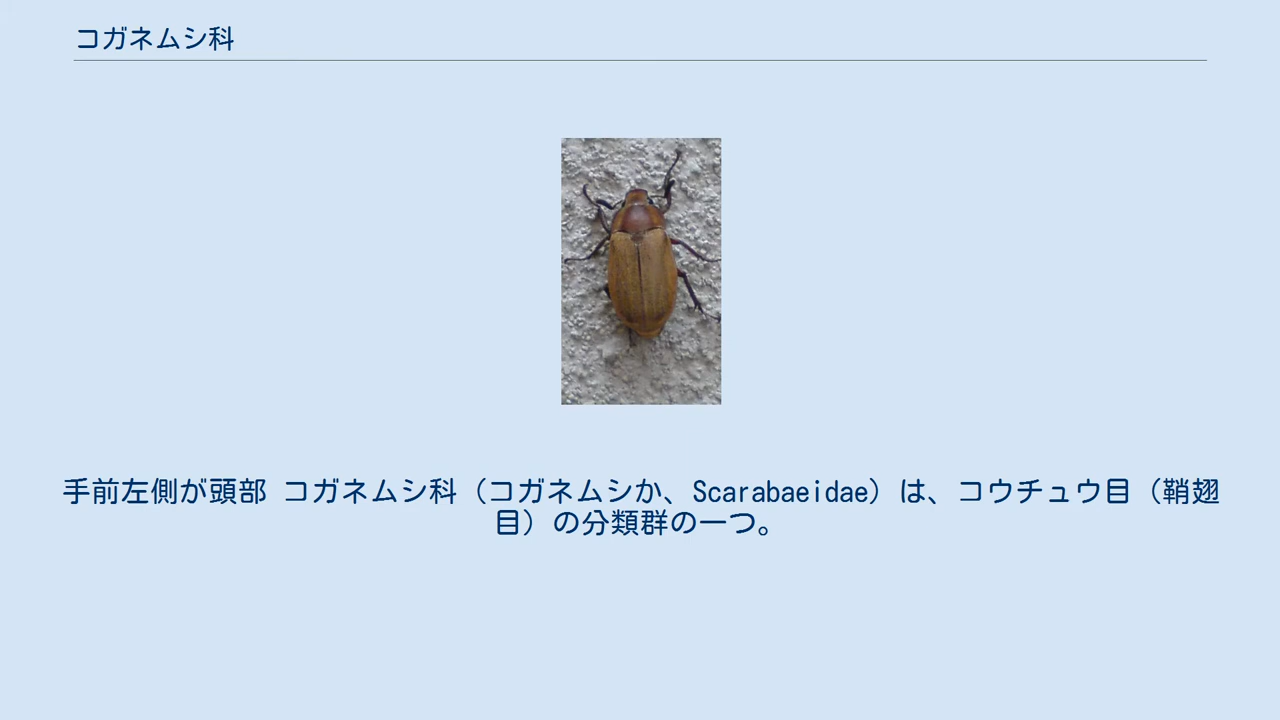 コガネムシ科
手前左側が頭部 コガネムシ科（コガネムシか、Scarabaeidae）は、コウチュウ目（鞘翅
目）の分類群の一つ。